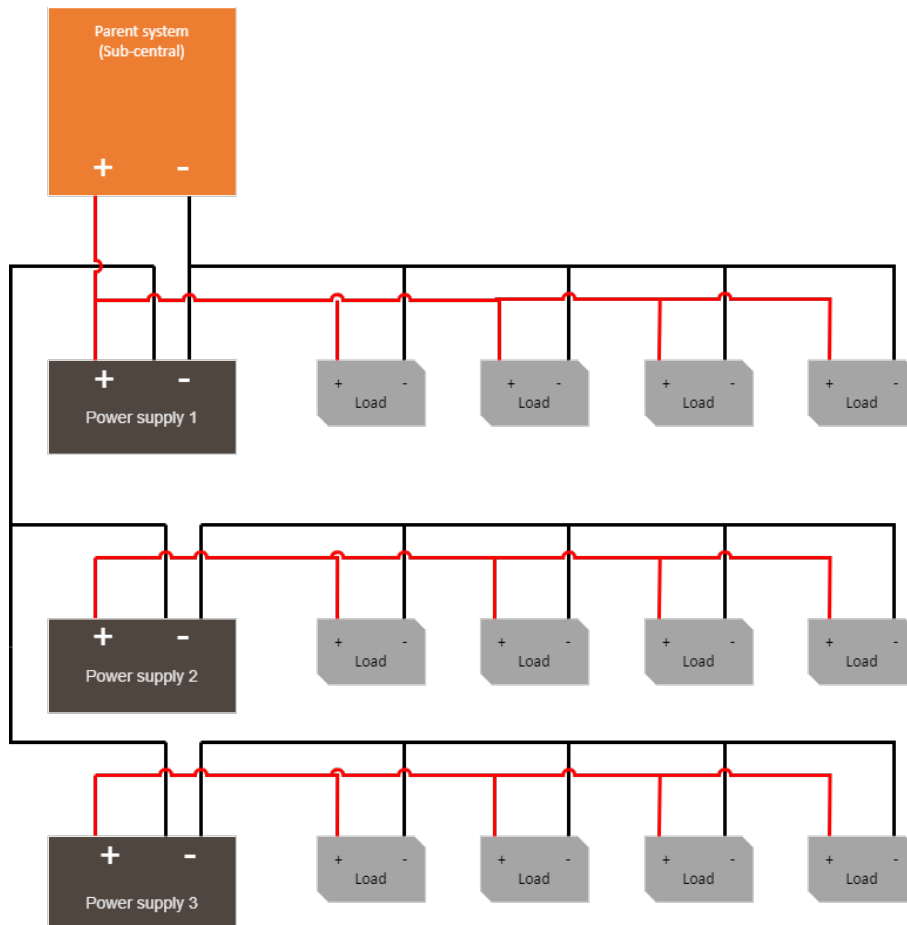 Parent system
(Sub-central)
+ -
+ -
Power supply 1
+ -
Load
+ -
Load
+ -
Load
+ -
Load
+ -
Power supply 2
+ -
Load
+ -
Load
+ -
Load
+ -
Load
+ -
Power supply 3
+ -
Load
+ -
Load
+ -
Load
+ -
Load